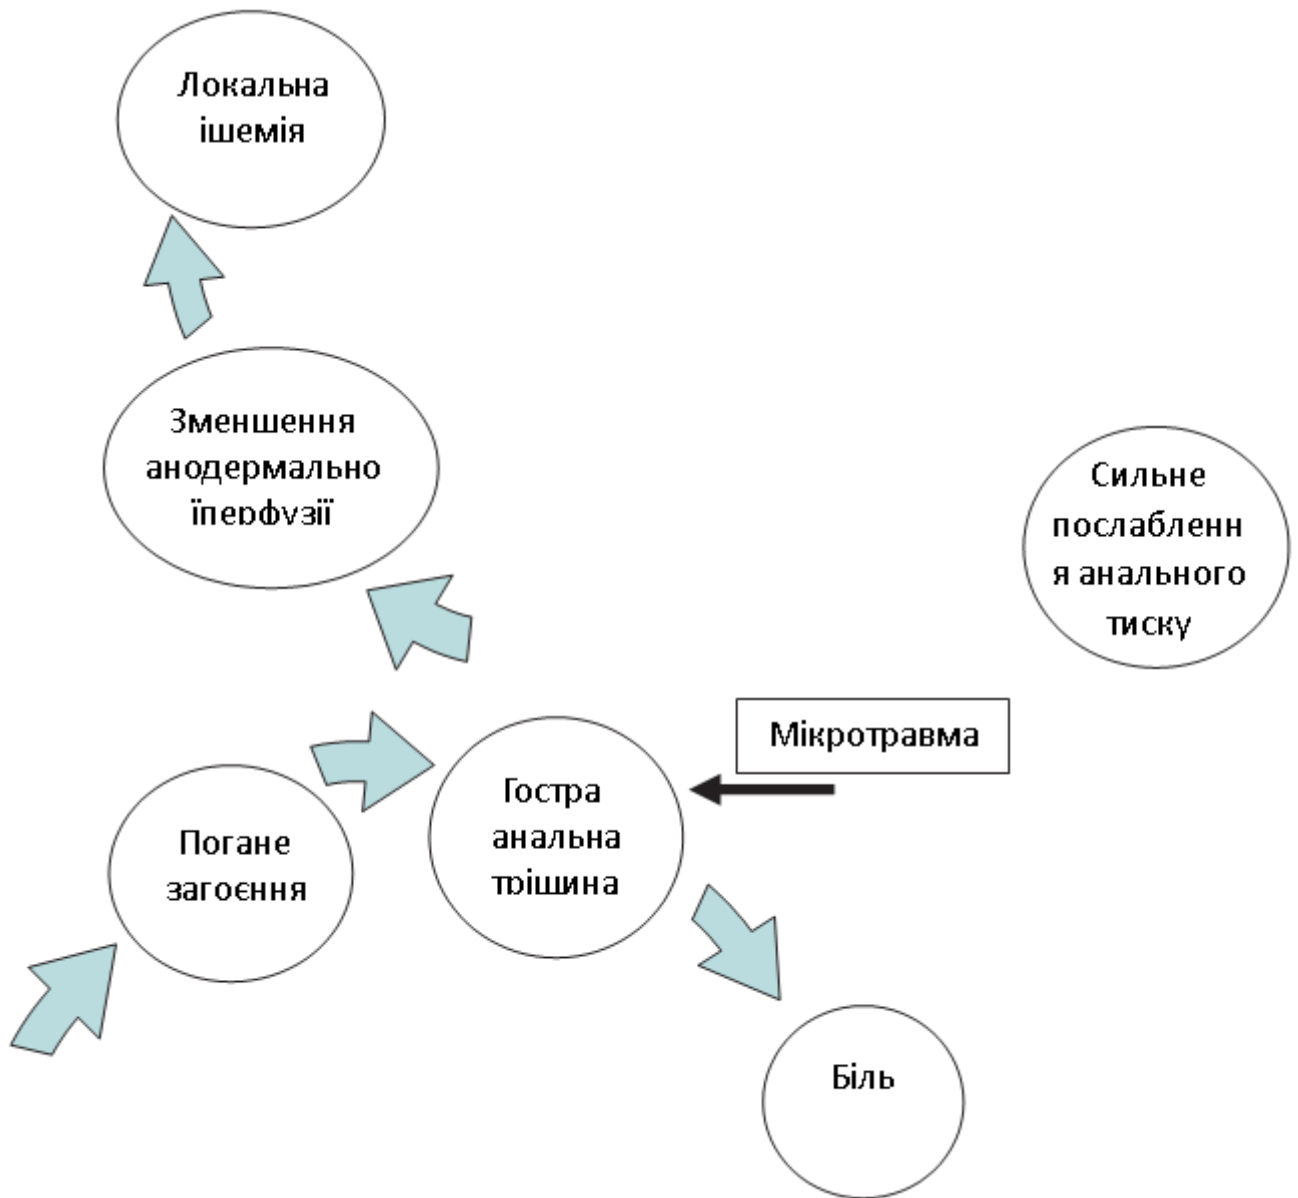 Локальна
ішемія
Зменшення
анодермально
їперфузії
Сильне
послабленн
я анального
тиску
Мікротравма
Гостра
анальна
тріщина
Погане
загоєння
Біль